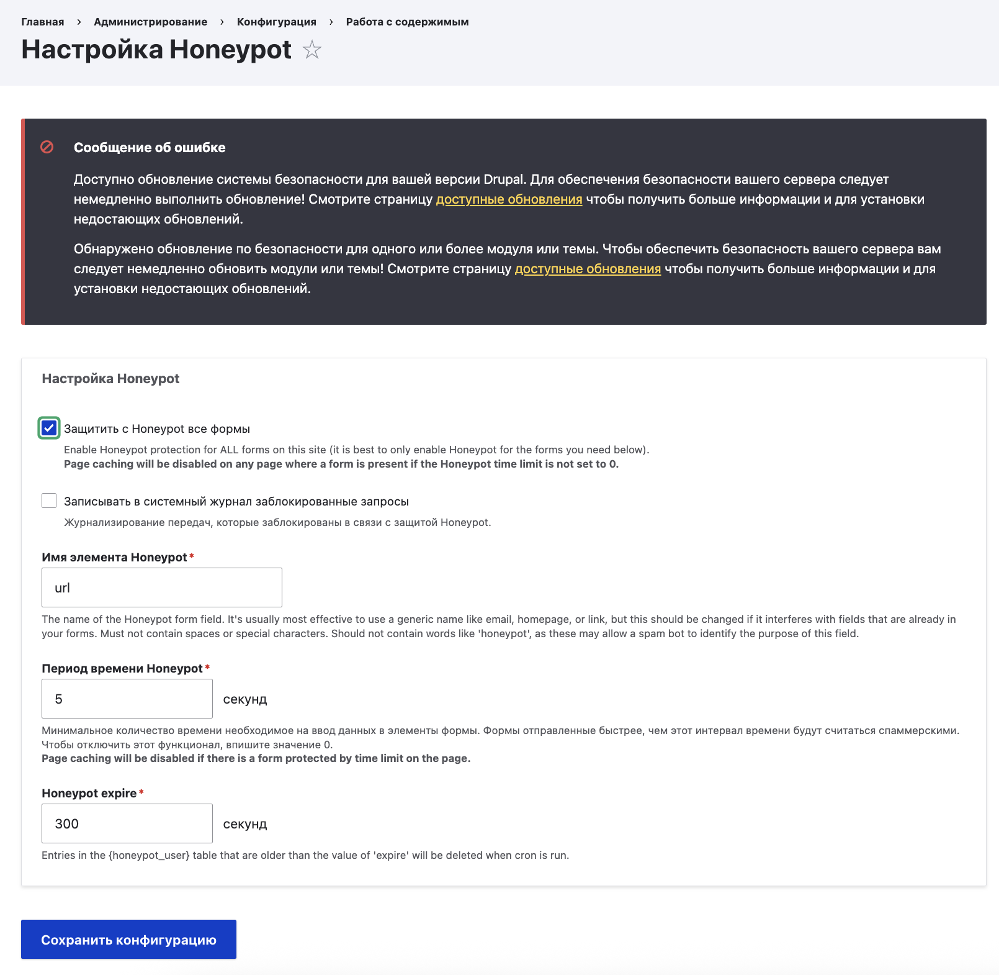 Главная › Администрирование › Конфигурация › Работа с содержимым
Настройка Honeypot
Сообщение об ошибке
Доступно обновление системы безопасности для вашей версии Drupal. Для обеспечения безопасности вашего сервера следует
немедленно выполнить обновление! Смотрите страницу доступные обновления чтобы получить больше информации и для установки
недостающих обновлений.
Обнаружено обновление по безопасности для одного или более модуля или темы. Чтобы обеспечить безопасность вашего сервера вам
следует немедленно обновить модули или темы! Смотрите страницу доступные обновления чтобы получить больше информации и для
установки недостающих обновлений.
Настройка Honeypot
Защитить с Honeypot все формы
Enable Honeypot protection for ALL forms on this site (it is best to only enable Honeypot for the forms you need below).
Page caching will be disabled on any page where a form is present if the Honeypot time limit is not set to 0.
Записывать в системный журнал заблокированные запросы
Журнализирование передач, которые заблокированы в связи с защитой Honeypot.
Имя элемента Honeypot*
url
The name of the Honeypot form field. It's usually most effective to use a generic name like email, homepage, or link, but this should be changed if it interferes with fields that are already in
your forms. Must not contain spaces or special characters. Should not contain words like 'honeypot', as these may allow a spam bot to identify the purpose of this field.
Период времени Honeypot*
5 секунд
Минимальное количество времени необходимое на ввод данных в элементы формы. Формы отправленные быстрее, чем этот интервал времени будут считаться спаммерскими.
Чтобы отключить этот функционал, впишите значение 0.
Page caching will be disabled if there is a form protected by time limit on the page.
Honeypot expire*
300 секунд
Entries in the {honeypot_user} table that are older than the value of 'expire' will be deleted when cron is run.
Сохранить конфигурацию